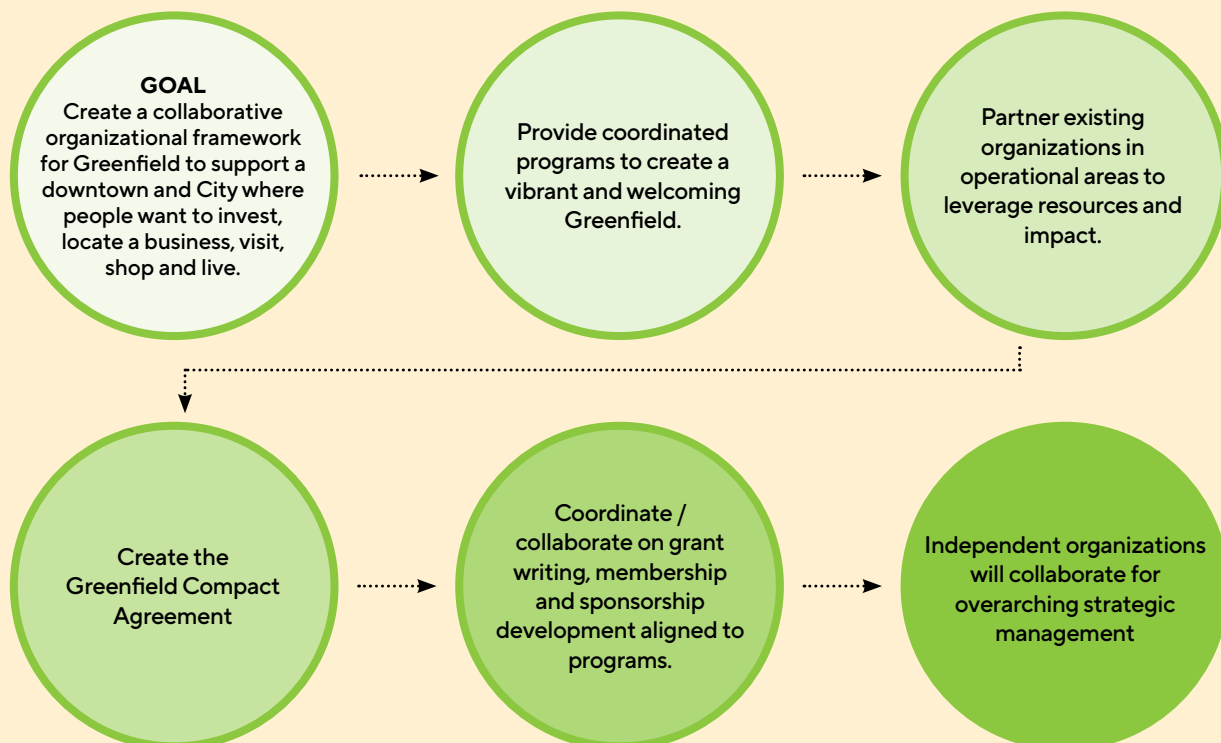 GOAL
Create a collaborative
organizational framework
for Greenfield to support a
downtown and City where
people want to invest,
locate a business, visit,
shop and live.
Provide coordinated
programs to create a
vibrant and welcoming
Greenfield.
Partner existing
organizations in
operational areas to
leverage resources and
impact.
Create the
Greenfield Compact
Agreement
Coordinate /
collaborate on grant
writing, membership
and sponsorship
development aligned to
programs.
Independent organizations
will collaborate for
overarching strategic
management